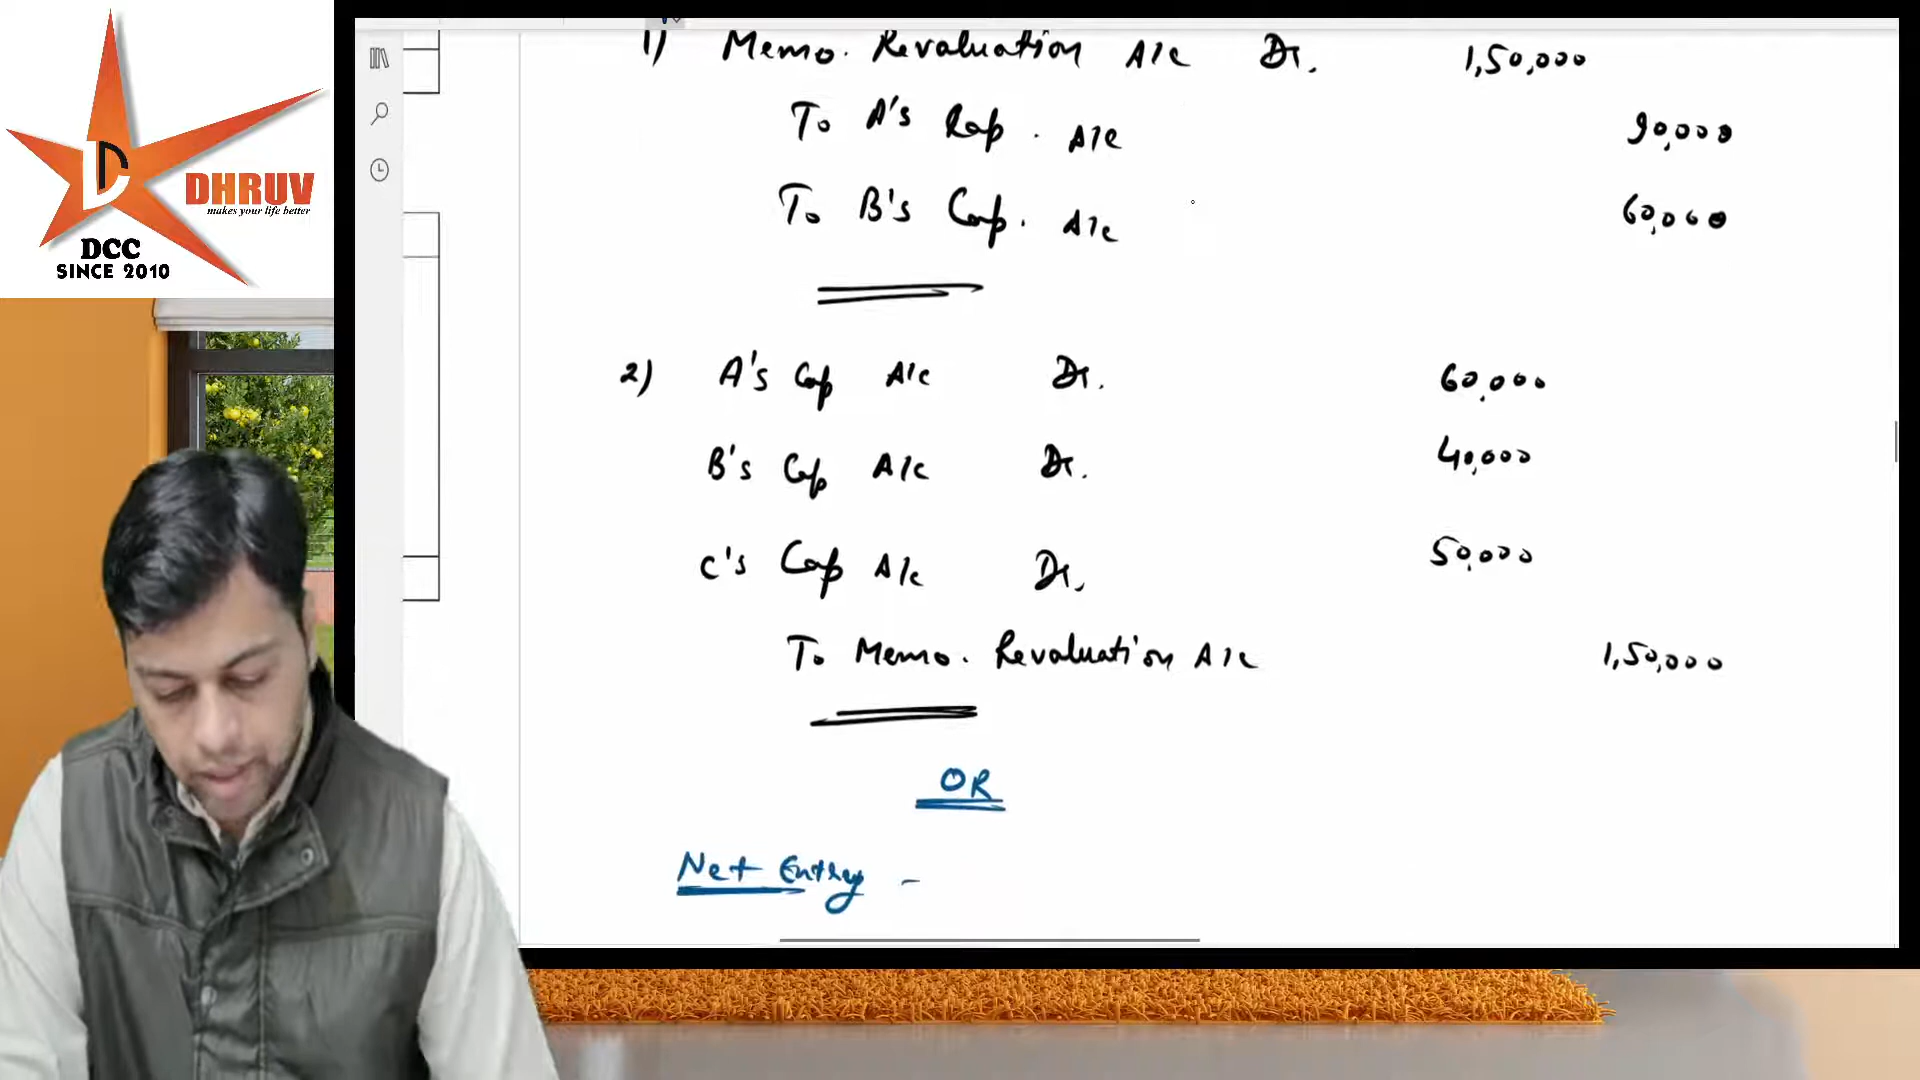 DHRUV
makes your life better
DCC
SINCE 2010
1) Memo. Revaluation A/c Dr. 1,50,000
To A's Cap. A/c 90,000
To B's Cap. A/c 60,000
2) A's Cap A/c Dr. 60,000
B's Cap A/c Dr. 40,000
C's Cap A/c Dr. 50,000
To Memo. Revaluation A/c 1,50,000
OR
Net Entry -